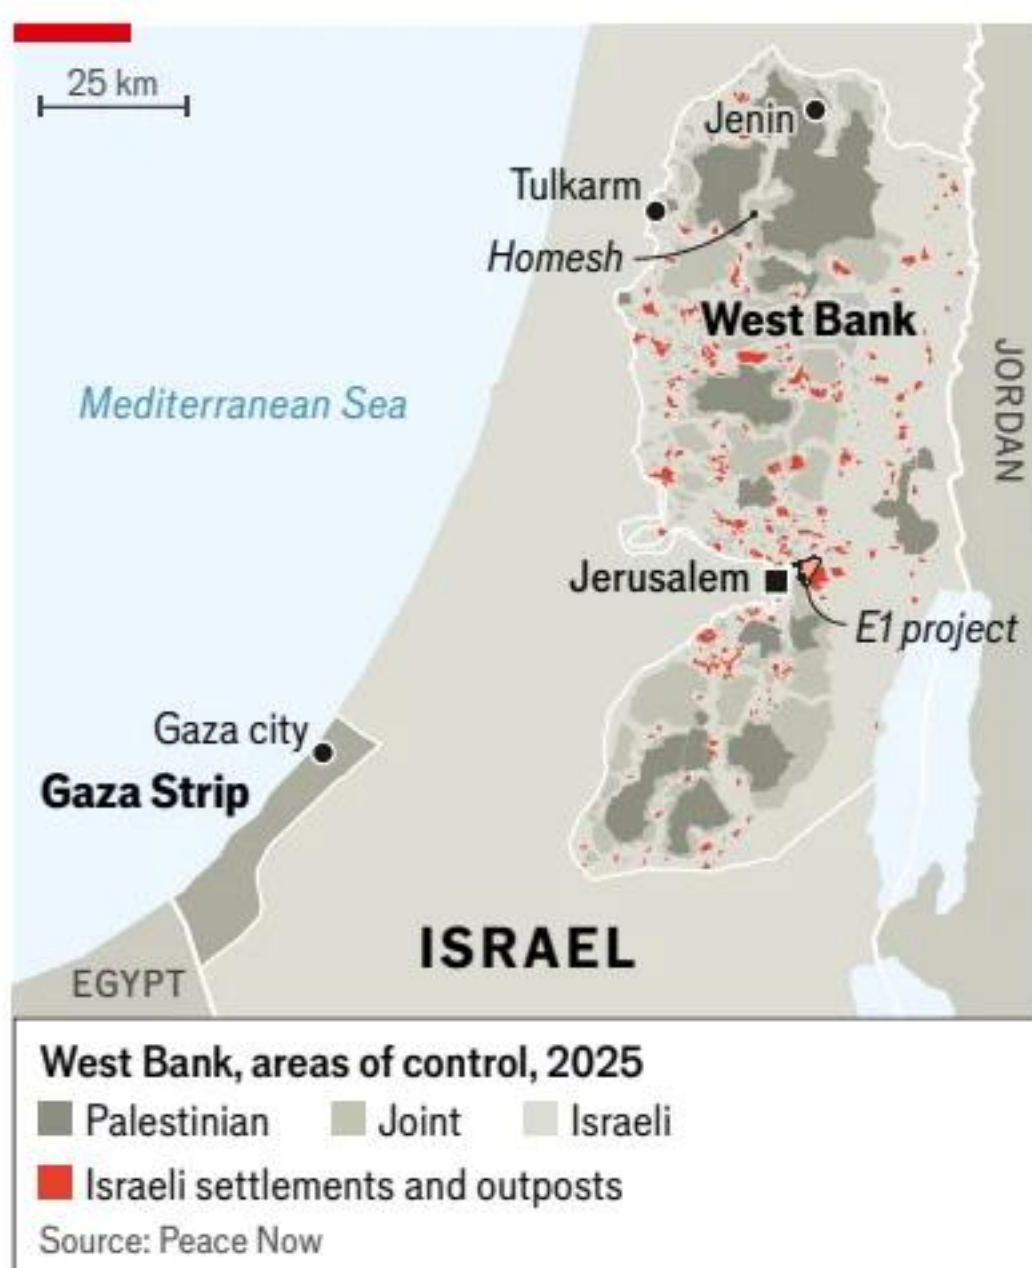 25 km
Jenin
Tulkarm
Homesh
West Bank
Mediterranean Sea
JORDAN
Jerusalem
E1 project
Gaza city
Gaza Strip
ISRAEL
EGYPT
West Bank, areas of control, 2025
Palestinian Joint Israeli
Israeli settlements and outposts
Source: Peace Now